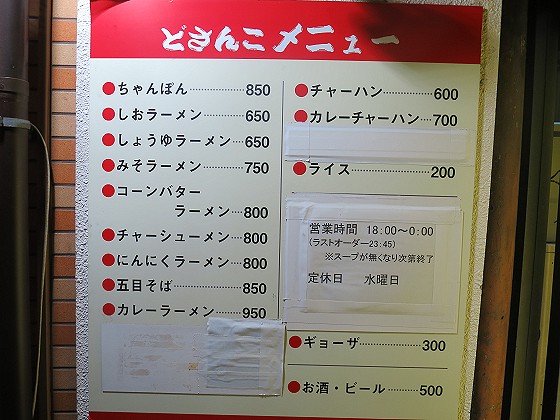 どさんこメニュー
●ちゃんぽん…………850
●しおラーメン………650
●しょうゆラーメン…650
●みそラーメン………750
●コーンバター
ラーメン…800
●チャーシューメン…800
●にんにくラーメン…800
●五目そば……………850
●カレーラーメン……950
●チャーハン…………600
●カレーチャーハン…700
●ライス………………200
営業時間 18:00~0:00
(ラストオーダー23:45)
※スープが無くなり次第終了
定休日 水曜日
●ギョーザ……………300
●お酒・ビール………500